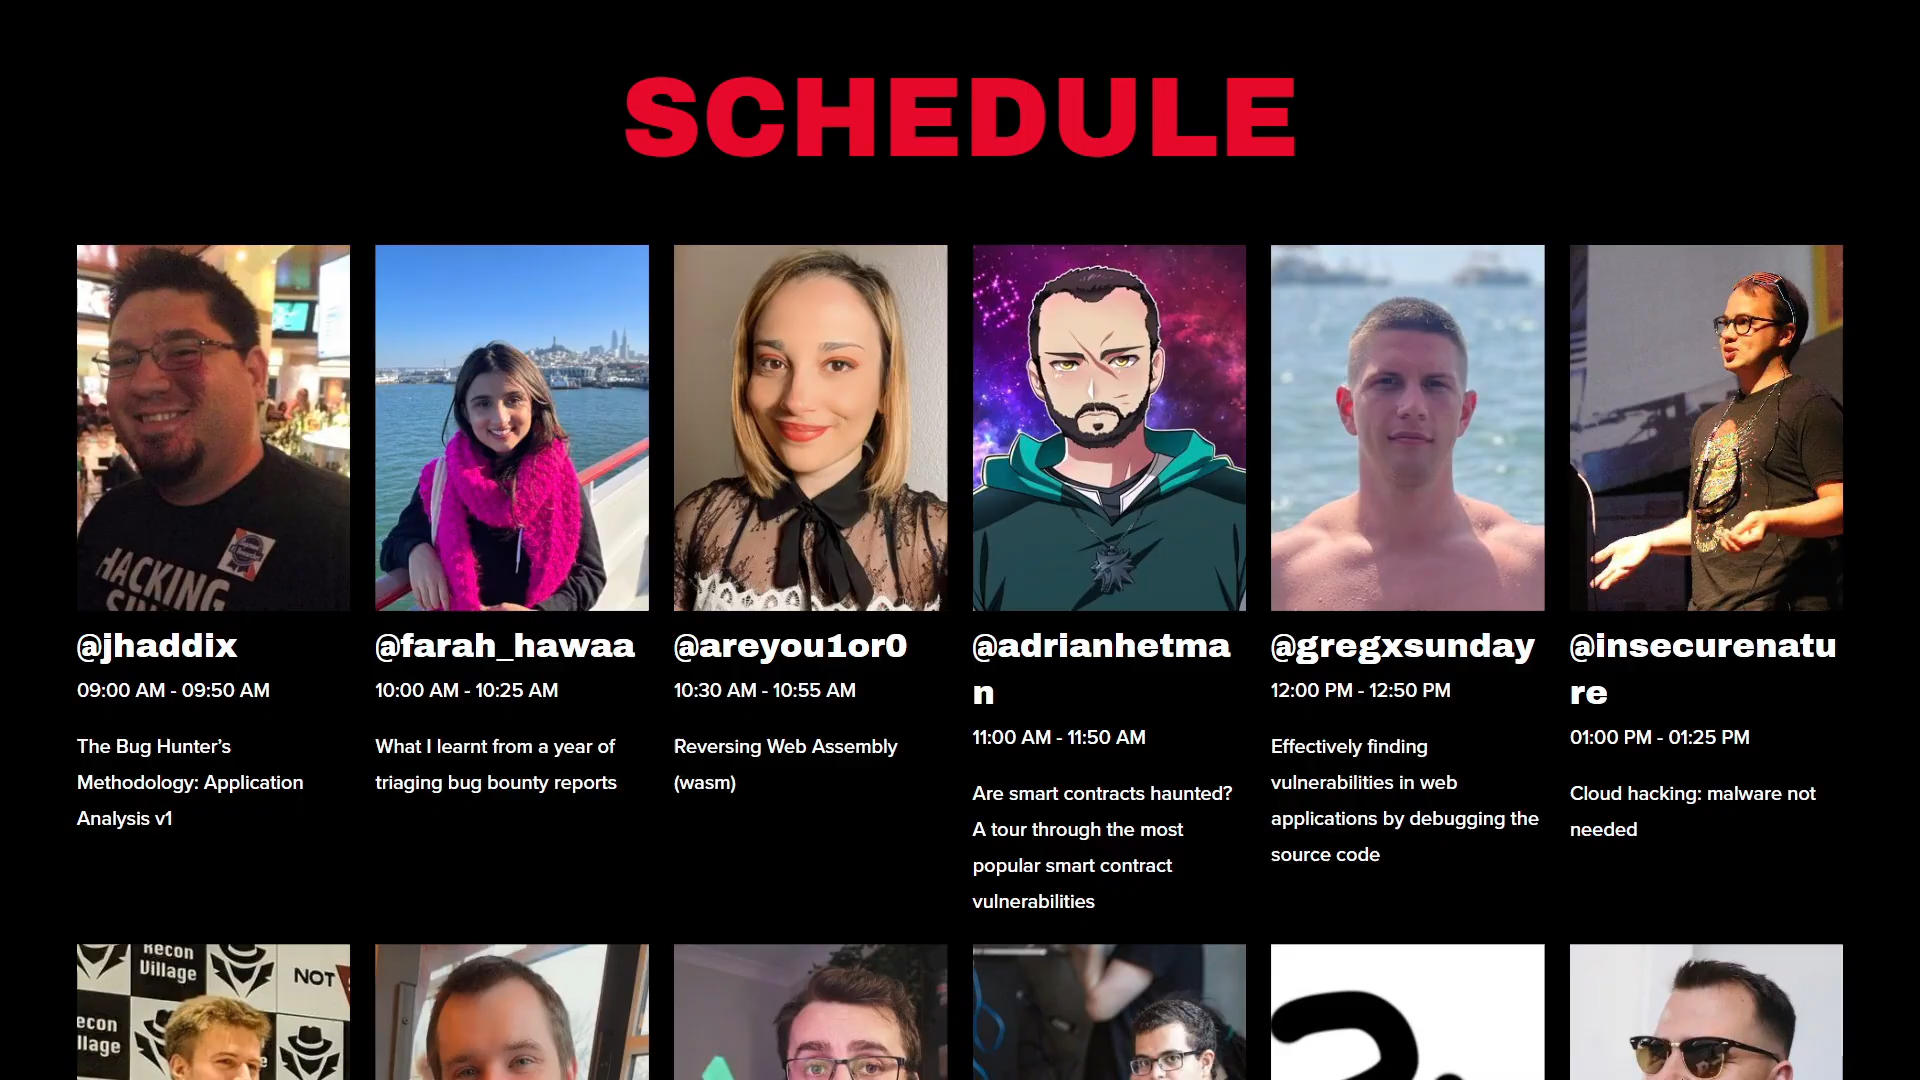 SCHEDULE
HACKING
@jhaddix
09:00 AM - 09:50 AM
The Bug Hunter’s
Methodology: Application
Analysis v1
@farah_hawaa
10:00 AM - 10:25 AM
What I learnt from a year of
triaging bug bounty reports
@areyou1or0
10:30 AM - 10:55 AM
Reversing Web Assembly
(wasm)
@adrianhetma
n
11:00 AM - 11:50 AM
Are smart contracts haunted?
A tour through the most
popular smart contract
vulnerabilities
@gregxsunday
12:00 PM - 12:50 PM
Effectively finding
vulnerabilities in web
applications by debugging the
source code
@insecurenatu
re
01:00 PM - 01:25 PM
Cloud hacking: malware not
needed
Recon
Village
NOT
econ
llage